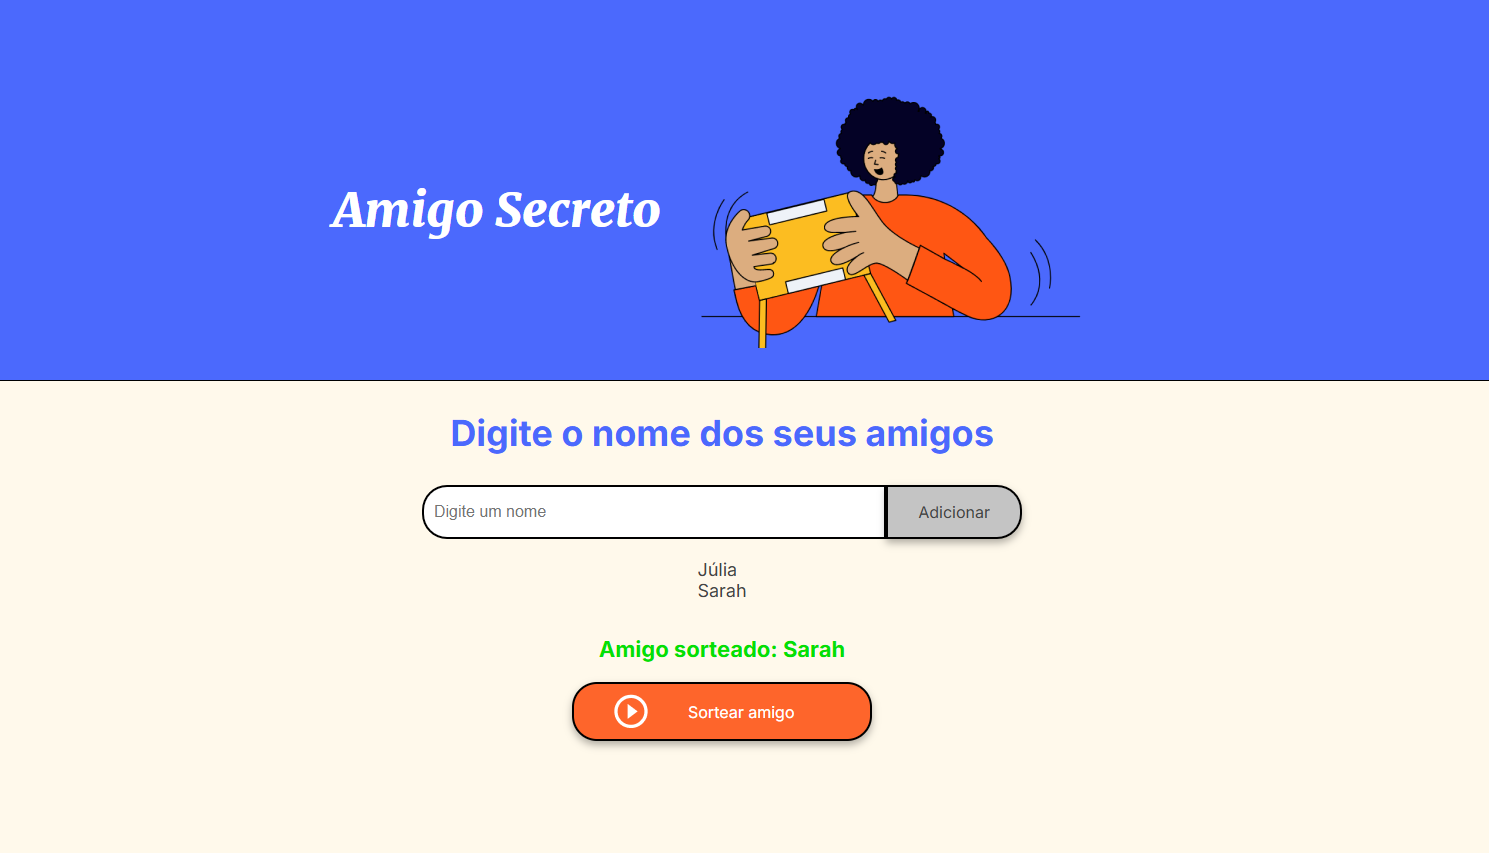 Amigo Secreto
Digite o nome dos seus amigos
Digite um nome
Adicionar
Júlia
Sarah
Amigo sorteado: Sarah
Sortear amigo